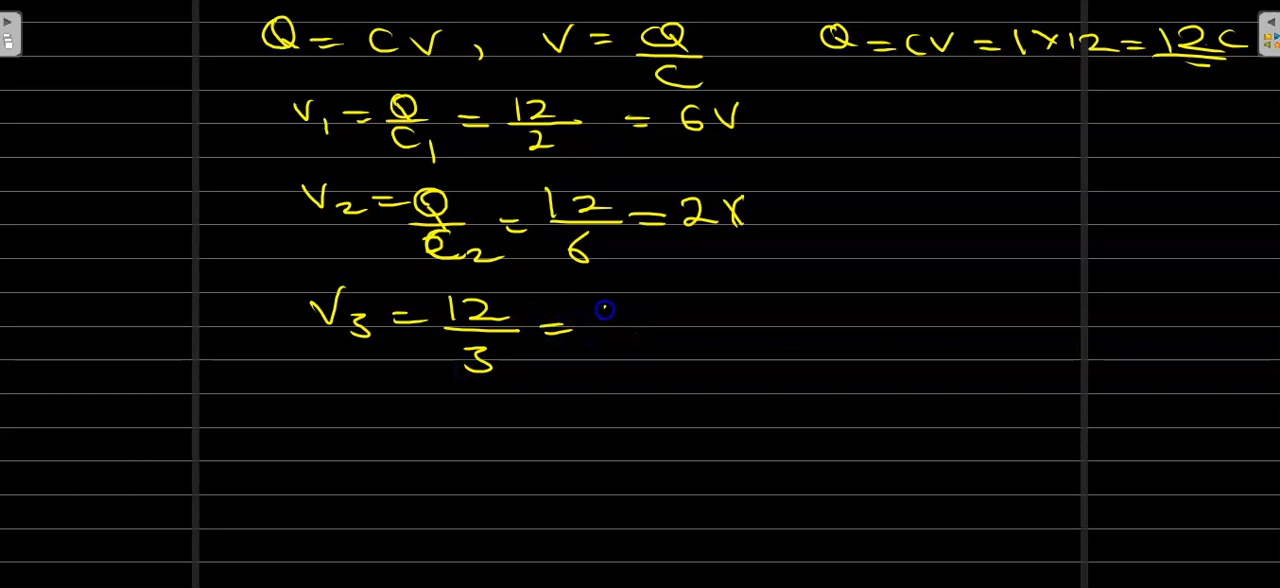 Q = CV , V = Q/C Q = CV = 1×12 = 12C
V₁ = Q/C₁ = 12/2 = 6V
V₂ = Q/C₂ = 12/6 = 2V
V₃ = 12/3 =